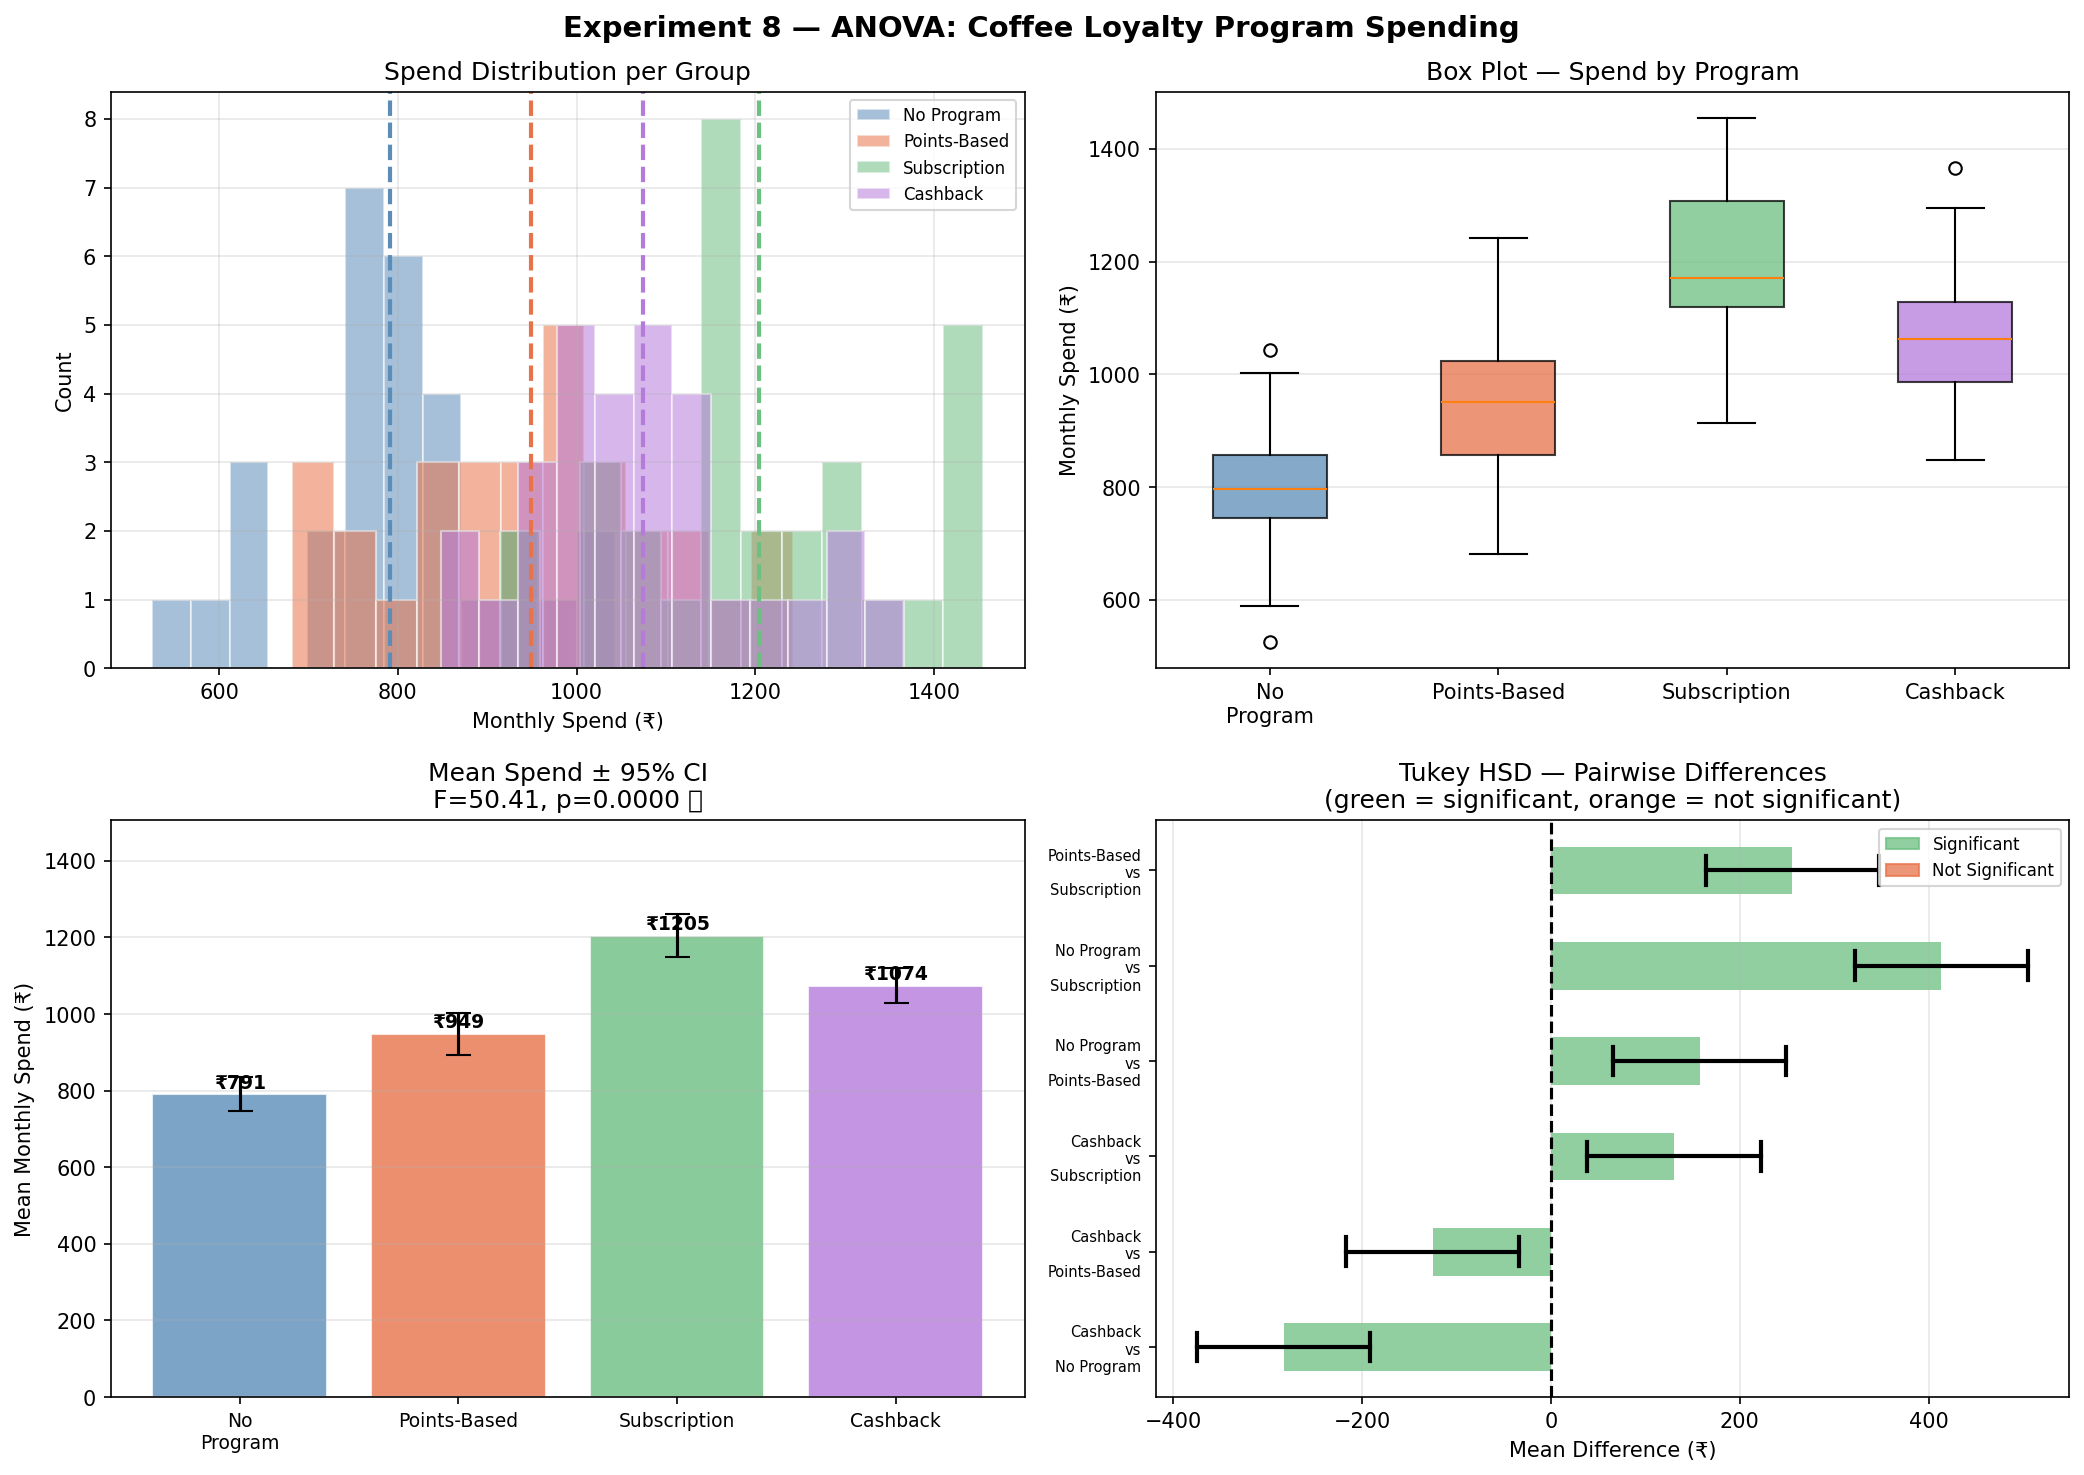 Experiment 8 — ANOVA: Coffee Loyalty Program Spending
Spend Distribution per Group
8
7
6
5
4
3
2
1
0
Count
600 800 1000 1200 1400
Monthly Spend (₹)
No Program
Points-Based
Subscription
Cashback
Box Plot — Spend by Program
1400
1200
1000
800
600
Monthly Spend (₹)
No
Program
Points-Based
Subscription
Cashback
Mean Spend ± 95% CI
F=50.41, p=0.0000
1400
1200
1000
800
600
400
200
0
Mean Monthly Spend (₹)
₹791
₹949
₹1205
₹1074
No
Program
Points-Based
Subscription
Cashback
Tukey HSD — Pairwise Differences
(green = significant, orange = not significant)
Significant
Not Significant
Points-Based
vs
Subscription
No Program
vs
Subscription
No Program
vs
Points-Based
Cashback
vs
Subscription
Cashback
vs
Points-Based
Cashback
vs
No Program
−400 −200 0 200 400
Mean Difference (₹)